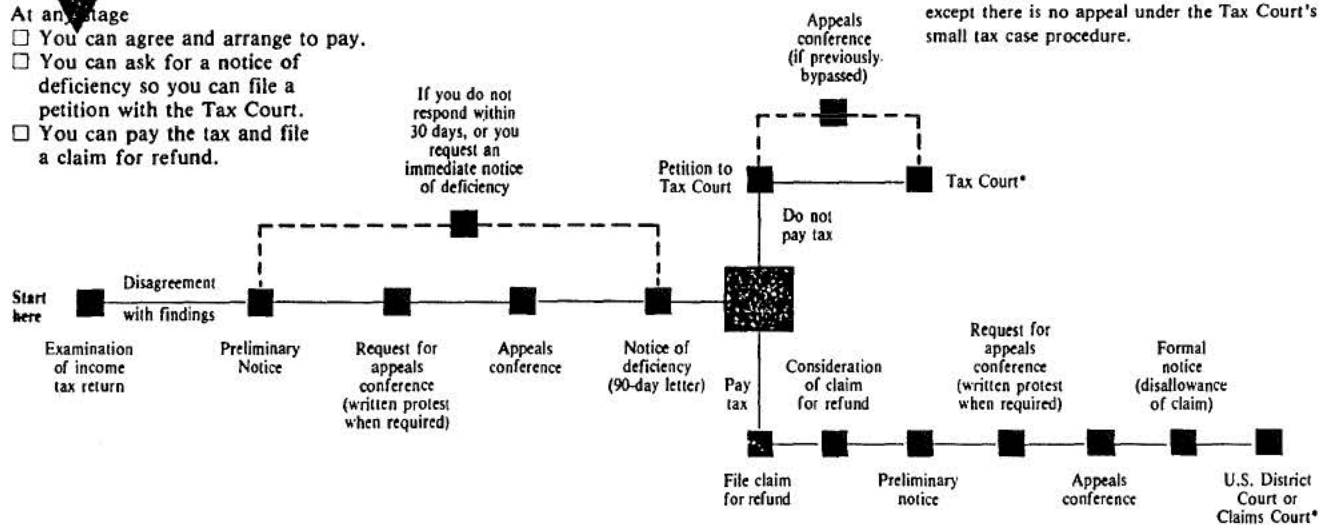 At any stage
☐ You can agree and arrange to pay.
☐ You can ask for a notice of
deficiency so you can file a
petition with the Tax Court.
☐ You can pay the tax and file
a claim for refund.
except there is no appeal under the Tax Court's
small tax case procedure.
Appeals
conference
(if previously
bypassed)
If you do not
respond within
30 days, or you
request an
immediate notice
of deficiency
Petition to
Tax Court
Tax Court*
Do not
pay tax
Start
here
Disagreement
with findings
Examination
of income
tax return
Preliminary
Notice
Request for
appeals
conference
(written protest
when required)
Appeals
conference
Notice of
deficiency
(90-day letter)
Pay
tax
Consideration
of claim
for refund
Request for
appeals
conference
(written protest
when required)
Formal
notice
(disallowance
of claim)
File claim
for refund
Preliminary
notice
Appeals
conference
U.S. District
Court or
Claims Court*